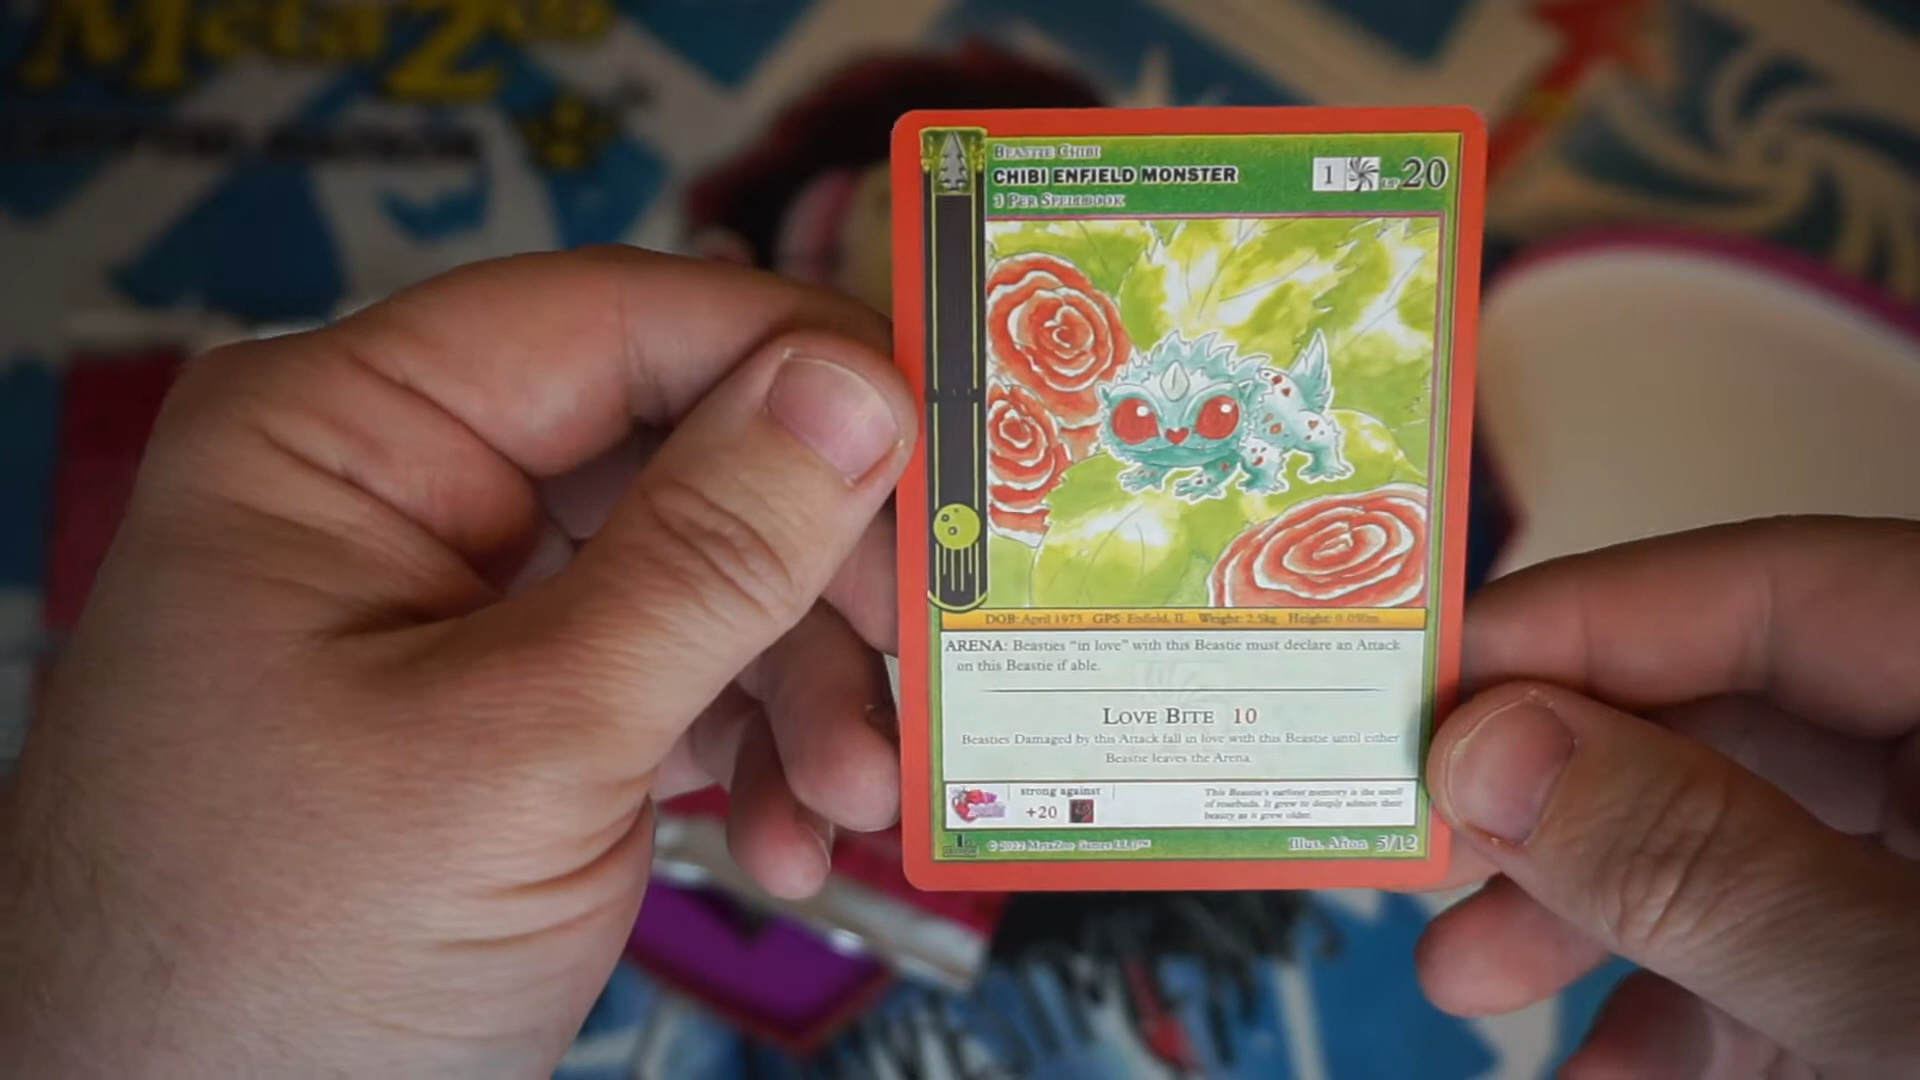 MetaZ
BEASTIE CHIBI
CHIBI ENFIELD MONSTER
3 PER SPELLBOOK
1 LP 20
DOB: April 1973 GPS: Enfield, IL Weight: 2.5kg Height: 0.050m
ARENA: Beasties "in love" with this Beastie must declare an Attack
on this Beastie if able.
LOVE BITE 10
Beasties Damaged by this Attack fall in love with this Beastie until either
Beastie leaves the Arena.
strong against
+20
This Beastie's earliest memory is the smell
of rosebuds. It grew to deeply admire their
beauty as it grew older.
© 2022 MetaZoo Games LLC™
Illus. Afton 5/12